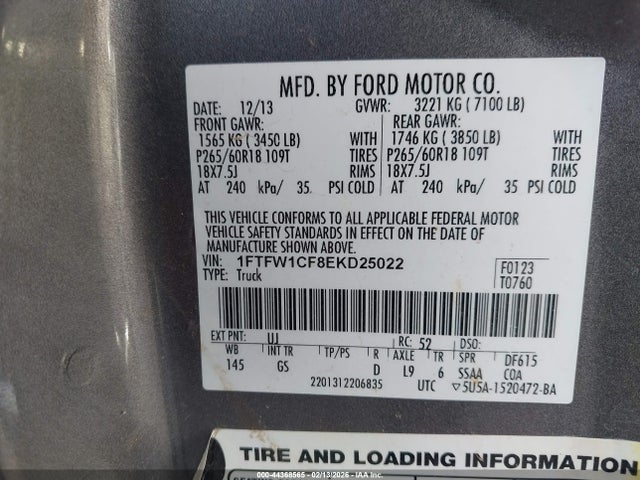 MFD. BY FORD MOTOR CO.
DATE: 12/13 GVWR: 3221 KG ( 7100 LB)
FRONT GAWR: REAR GAWR:
1565 KG ( 3450 LB) WITH 1746 KG ( 3850 LB) WITH
P265/60R18 109T TIRES P265/60R18 109T TIRES
18X7.5J RIMS 18X7.5J RIMS
AT 240 kPa/ 35 PSI COLD AT 240 kPa/ 35 PSI COLD
THIS VEHICLE CONFORMS TO ALL APPLICABLE FEDERAL MOTOR
VEHICLE SAFETY STANDARDS IN EFFECT ON THE DATE OF
MANUFACTURE SHOWN ABOVE.
VIN: 1FTFW1CF8EKD25022 F0123
TYPE: Truck T0760
EXT PNT: UJ RC: 52 DSO:
WB INT TR TP/PS R AXLE TR SPR DF615
145 GS D L9 6 SSAA COA
2201312206835 UTC ▽5U5A-1520472-BA
TIRE AND LOADING INFORMATION
000-44368565 - 02/13/2026 - IAA Inc.